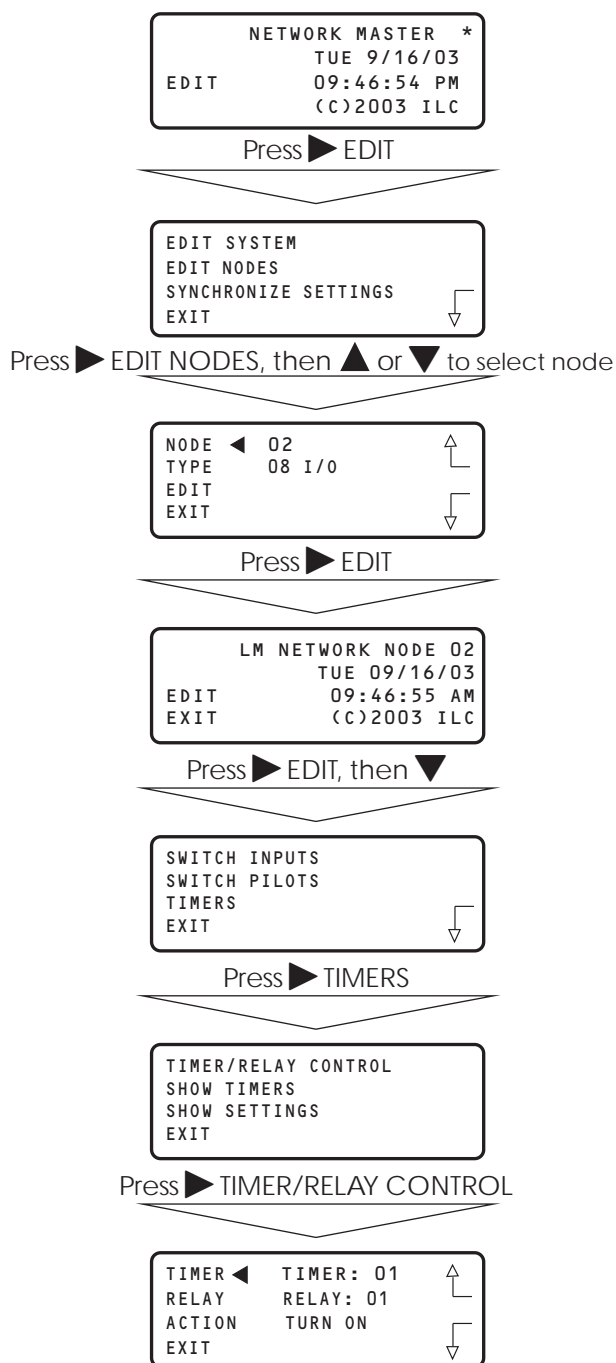 NETWORK MASTER *
TUE 9/16/03
EDIT 09:46:54 PM
(C)2003 ILC
Press ▶ EDIT
EDIT SYSTEM
EDIT NODES
SYNCHRONIZE SETTINGS
EXIT
Press ▶ EDIT NODES, then ▲ or ▼ to select node
NODE ◀ 02
TYPE 08 I/O
EDIT
EXIT
Press ▶ EDIT
LM NETWORK NODE 02
TUE 09/16/03
EDIT 09:46:55 AM
EXIT (C)2003 ILC
Press ▶ EDIT, then ▼
SWITCH INPUTS
SWITCH PILOTS
TIMERS
EXIT
Press ▶ TIMERS
TIMER/RELAY CONTROL
SHOW TIMERS
SHOW SETTINGS
EXIT
Press ▶ TIMER/RELAY CONTROL
TIMER ◀ TIMER: 01
RELAY RELAY: 01
ACTION TURN ON
EXIT